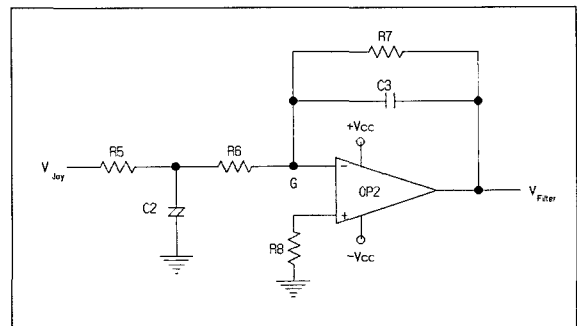 R7
C3
+Vcc
R5
R6
V Joy
G
-
OP2
V Filter
C2
+
R8
-Vcc